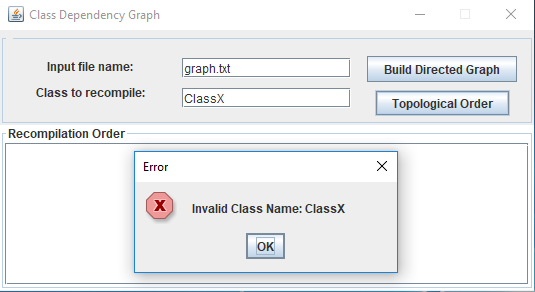 Class Dependency Graph
Input file name:
graph.txt
Build Directed Graph
Class to recompile:
ClassX
Topological Order
Recompilation Order
Error
X
Invalid Class Name: ClassX
OK